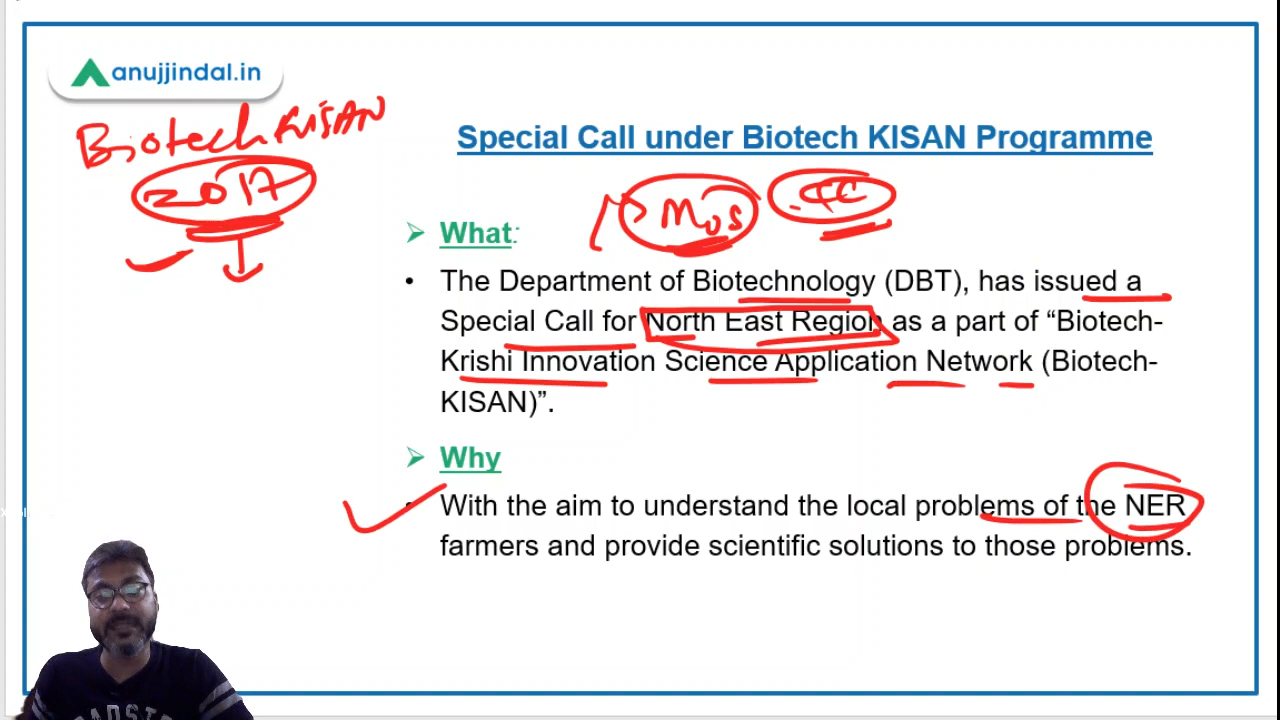 anujjindal.in
Biotech KISAN
2017
Special Call under Biotech KISAN Programme
MoS
What:
• The Department of Biotechnology (DBT), has issued a
Special Call for North East Region as a part of “Biotech-
Krishi Innovation Science Application Network (Biotech-
KISAN)”.
Why
• With the aim to understand the local problems of the NER
farmers and provide scientific solutions to those problems.